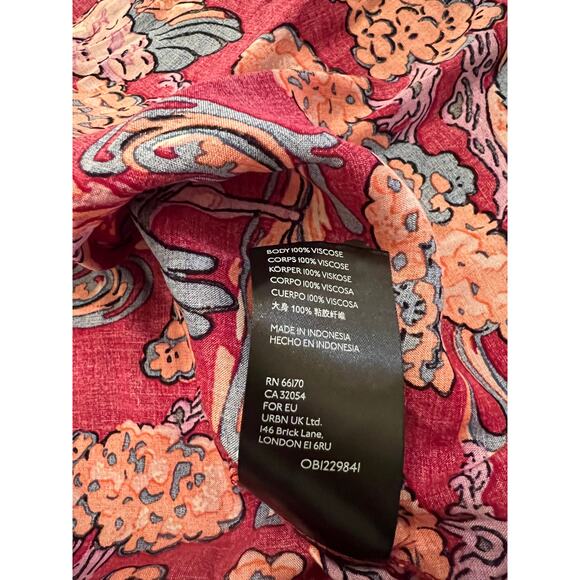 BODY 100% VISCOSE
CORPS 100% VISCOSE
KÖRPER 100% VISKOSE
CORPO 100% VISCOSA
CUERPO 100% VISCOSA
大身 100% 粘胶纤维
MADE IN INDONESIA
HECHO EN INDONESIA
RN 66170
CA 32054
FOR EU
URBN UK Ltd.
146 Brick Lane,
LONDON E1 6RU
OB1229841